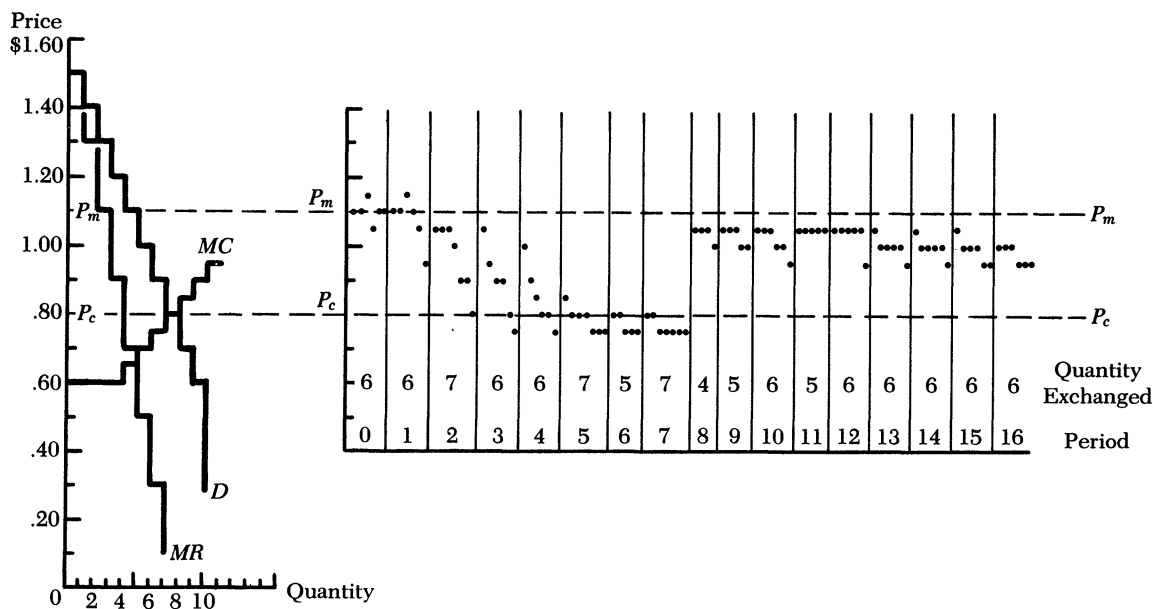 Price
$1.60
1.40
1.20
P_m
1.00
MC
P_c
.80
.60
.40
.20
D
MR
0 2 4 6 8 10
Quantity
P_m
P_m
P_c
P_c
6 6 7 6 6 7 5 7 4 5 6 5 6 6 6 6 6
Quantity
Exchanged
0 1 2 3 4 5 6 7 8 9 10 11 12 13 14 15 16
Period